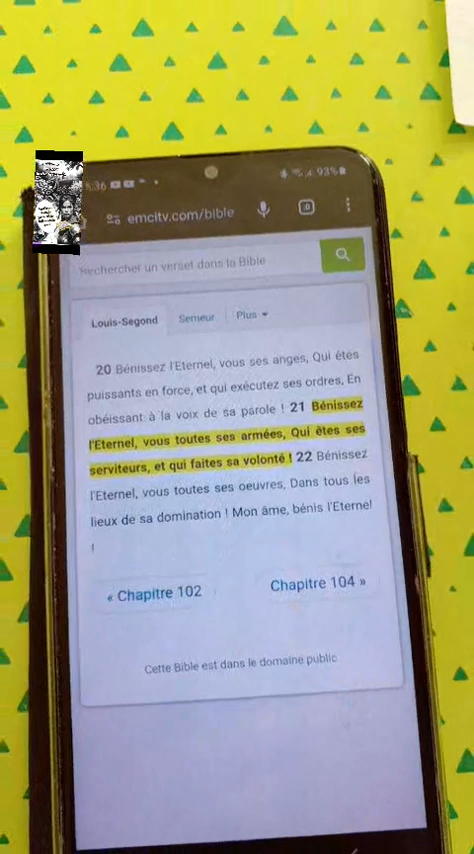 5:36
93%
emcitv.com/bible
Rechercher un verset dans la Bible
Louis-Segond Semeur Plus
20 Bénissez l'Eternel, vous ses anges, Qui êtes
puissants en force, et qui exécutez ses ordres, En
obéissant à la voix de sa parole ! 21 Bénissez
l'Eternel, vous toutes ses armées, Qui êtes ses
serviteurs, et qui faites sa volonté ! 22 Bénissez
l'Eternel, vous toutes ses oeuvres, Dans tous les
lieux de sa domination ! Mon âme, bénis l'Eternel
!
« Chapitre 102 Chapitre 104 »
Cette Bible est dans le domaine public